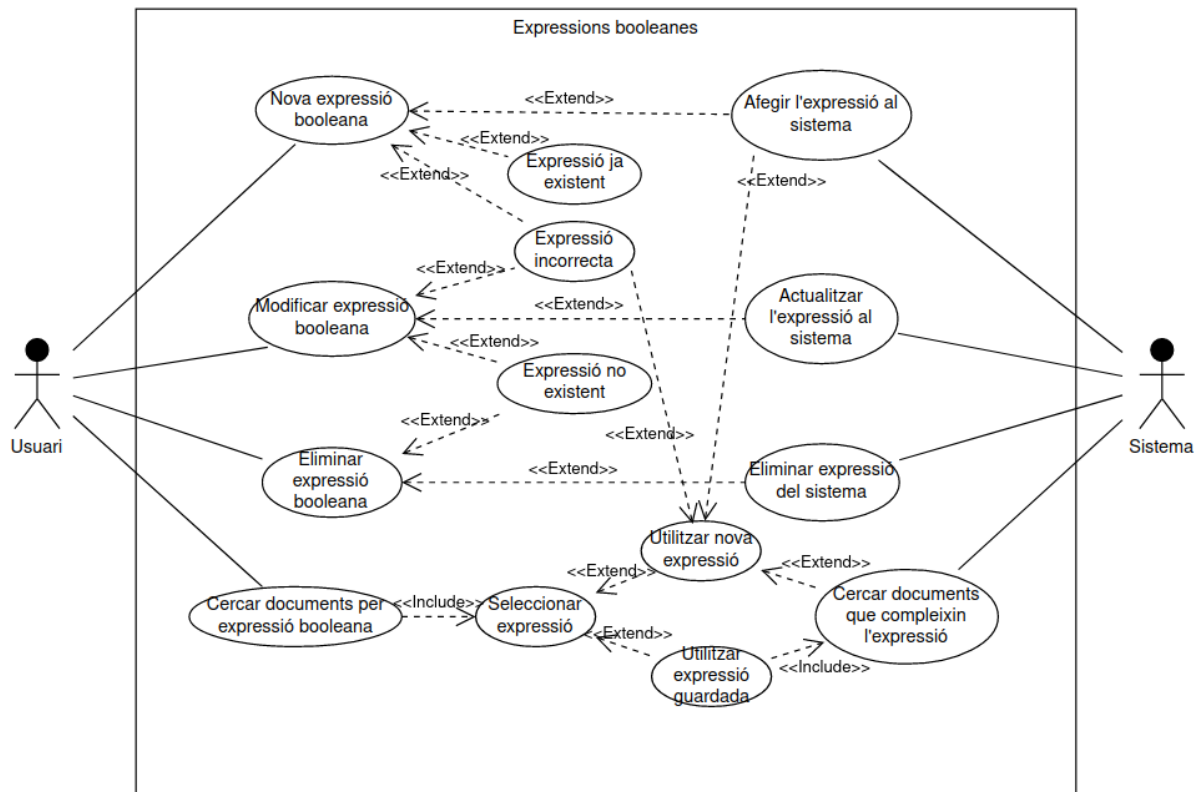 Expressions booleanes
Nova expressió
booleana
<<Extend>>
Afegir l'expressió al
sistema
<<Extend>>
Expressió ja
existent
<<Extend>>
<<Extend>>
Expressió
incorrecta
<<Extend>>
Modificar expressió
booleana
<<Extend>>
Actualitzar
l'expressió al
sistema
<<Extend>>
Expressió no
existent
Usuari
Sistema
<<Extend>>
<<Extend>>
Eliminar
expressió
booleana
<<Extend>>
Eliminar expressió
del sistema
Utilitzar nova
expressió
<<Extend>>
<<Extend>>
Cercar documents per
expressió booleana
<<Include>>
Seleccionar
expressió
Cercar documents
que compleixin
l'expressió
<<Extend>>
Utilitzar
expressió
guardada
<<Include>>